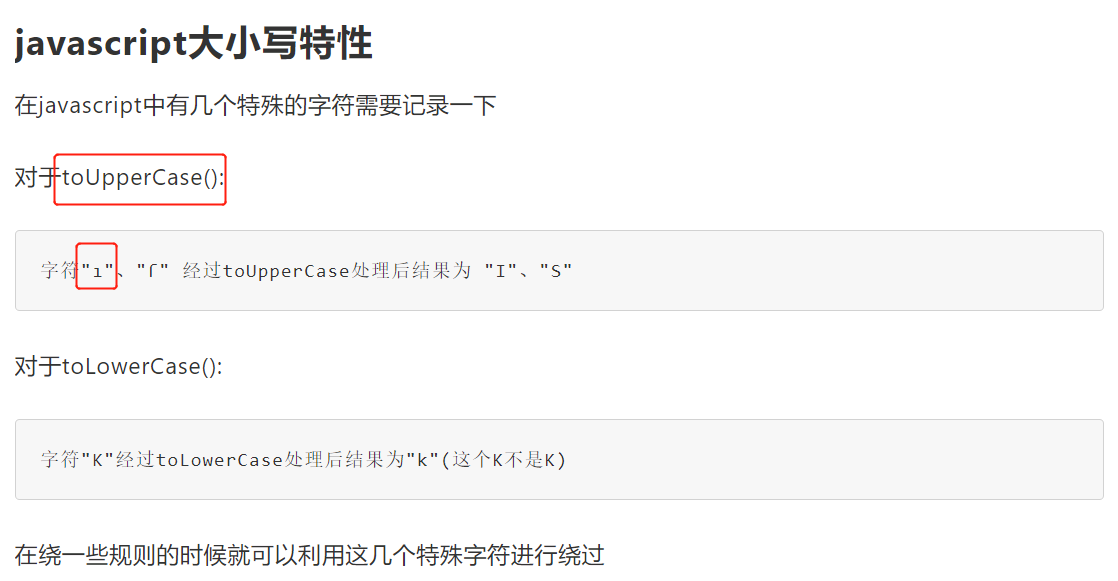 javascript大小写特性
在javascript中有几个特殊的字符需要记录一下
对于toUpperCase():
字符"ı"、"ſ" 经过toUpperCase处理后结果为 "I"、"S"
对于toLowerCase():
字符"K"经过toLowerCase处理后结果为"k"(这个K不是K)
在绕一些规则的时候就可以利用这几个特殊字符进行绕过